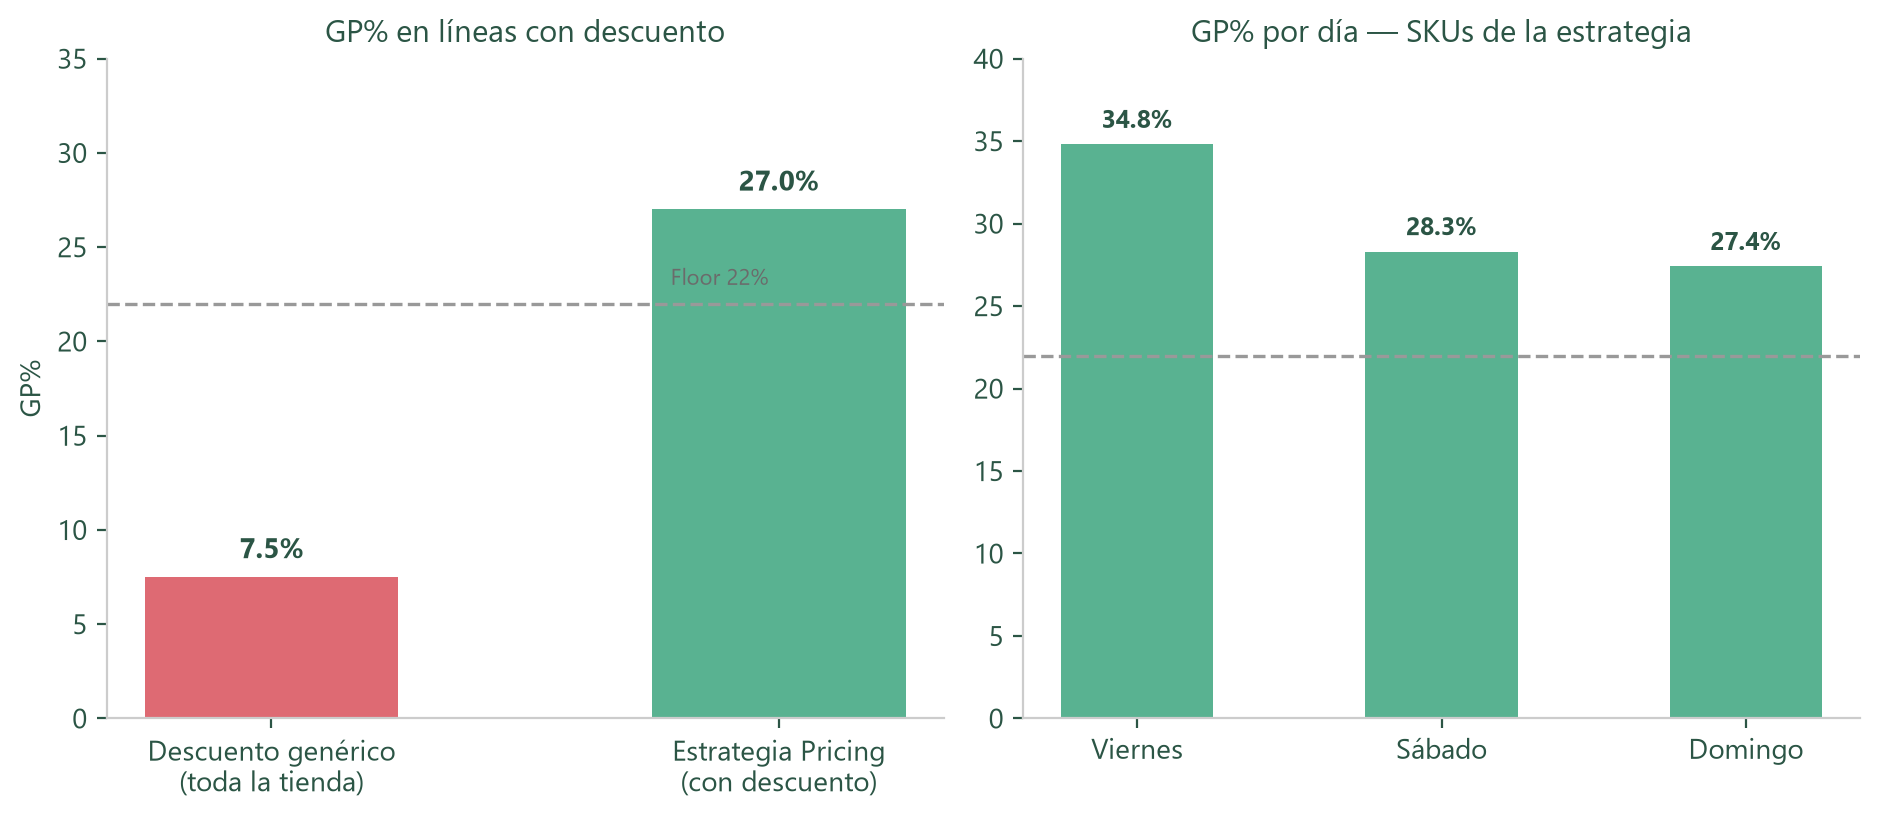 GP% en líneas con descuento
35
30
25
20
15
10
5
0
GP%
27.0%
Floor 22%
7.5%
Descuento genérico
(toda la tienda)
Estrategia Pricing
(con descuento)
GP% por día — SKUs de la estrategia
40
35
30
25
20
15
10
5
0
34.8%
28.3%
27.4%
Viernes
Sábado
Domingo